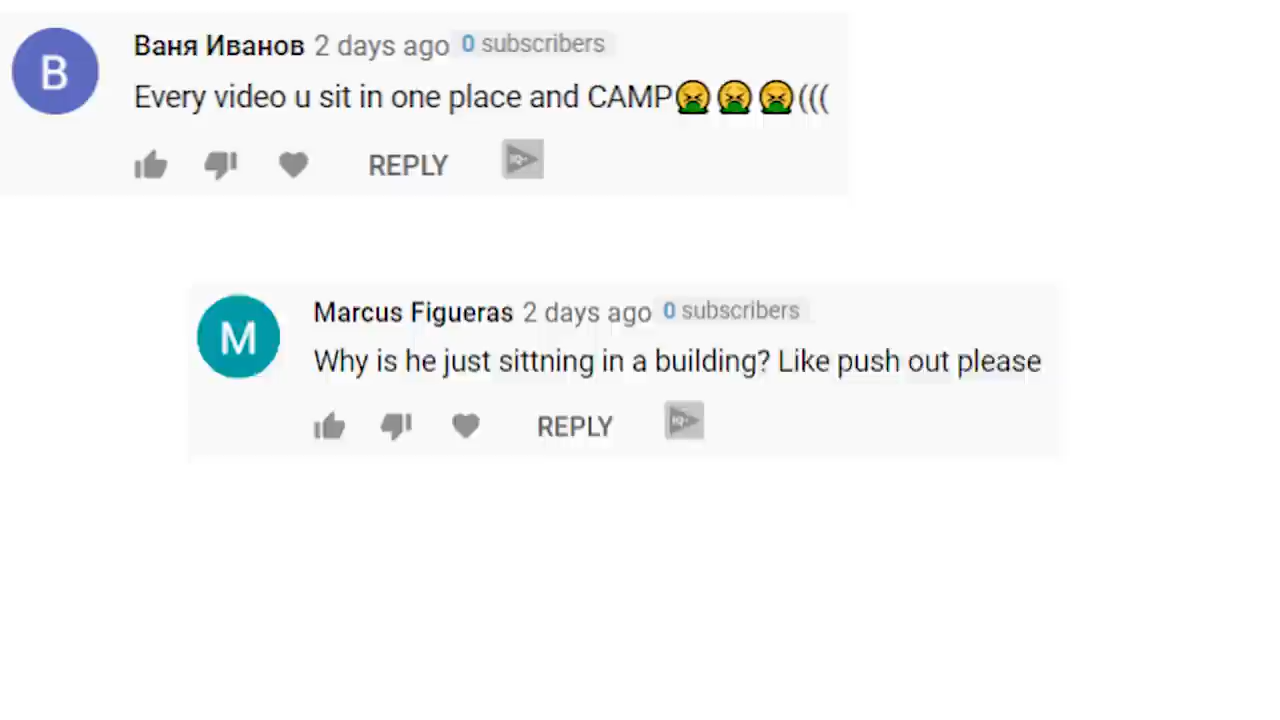 B
Ваня Иванов 2 days ago 0 subscribers
Every video u sit in one place and CAMP🤮🤮🤮(((
REPLY
M
Marcus Figueras 2 days ago 0 subscribers
Why is he just sittning in a building? Like push out please
REPLY